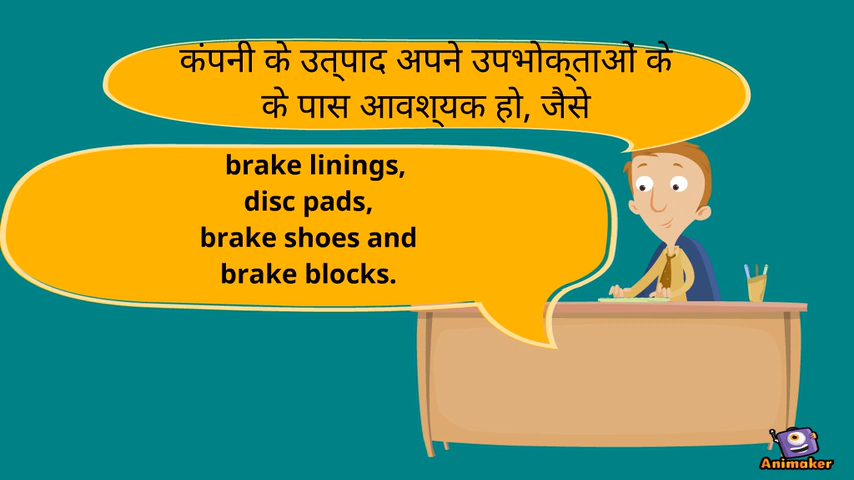 कंपनी के उत्पाद अपने उपभोक्ताओं के
के पास आवश्यक हो, जैसे
brake linings,
disc pads,
brake shoes and
brake blocks.
Animaker